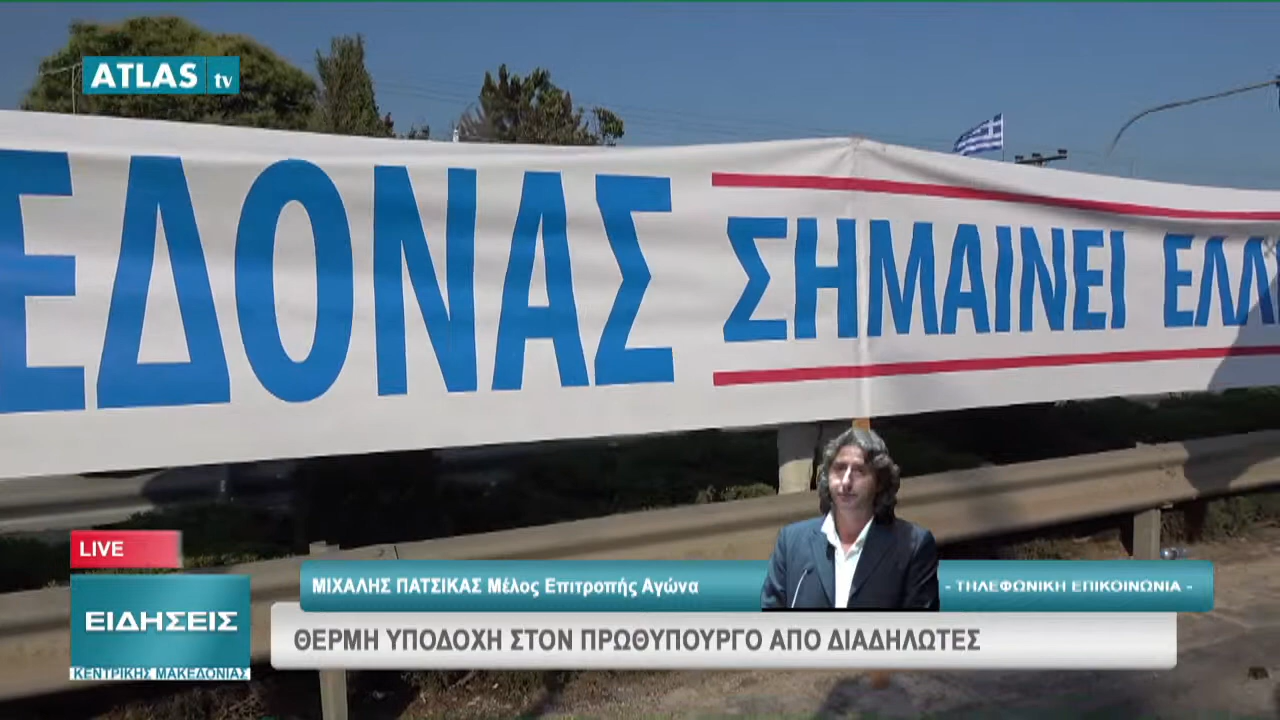 ATLAS tv
ΕΔΟΝΑΣ ΣΗΜΑΙΝΕΙ ΕΛΛ
LIVE
ΜΙΧΑΛΗΣ ΠΑΤΣΙΚΑΣ Μέλος Επιτροπής Αγώνα
- ΤΗΛΕΦΩΝΙΚΗ ΕΠΙΚΟΙΝΩΝΙΑ -
ΕΙΔΗΣΕΙΣ
ΚΕΝΤΡΙΚΗΣ ΜΑΚΕΔΟΝΙΑΣ
ΘΕΡΜΗ ΥΠΟΔΟΧΗ ΣΤΟΝ ΠΡΩΘΥΠΟΥΡΓΟ ΑΠΟ ΔΙΑΔΗΛΩΤΕΣ